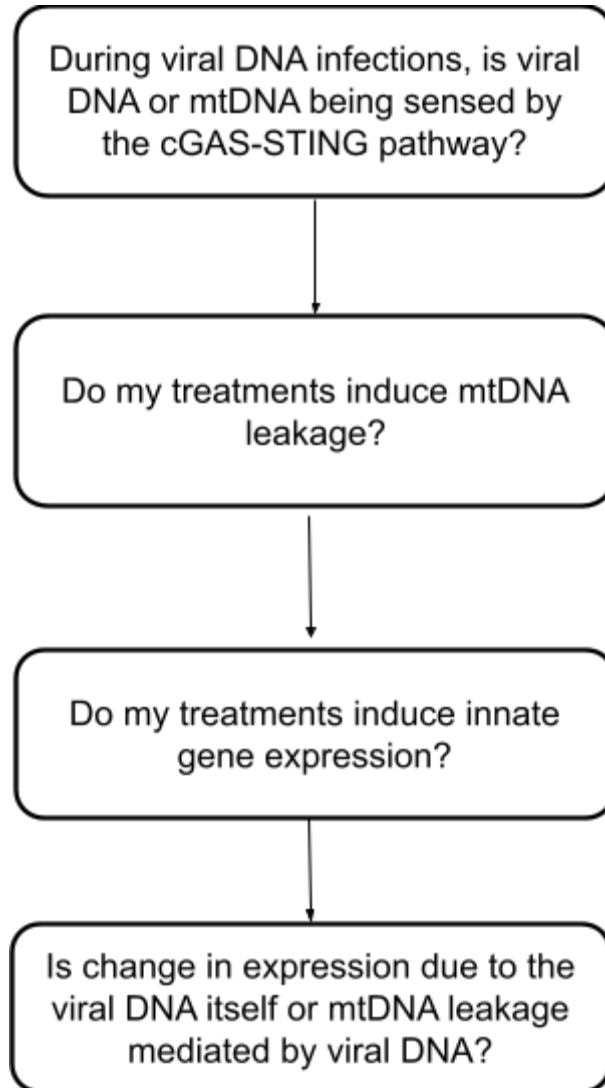 During viral DNA infections, is viral
DNA or mtDNA being sensed by
the cGAS-STING pathway?
Do my treatments induce mtDNA
leakage?
Do my treatments induce innate
gene expression?
Is change in expression due to the
viral DNA itself or mtDNA leakage
mediated by viral DNA?